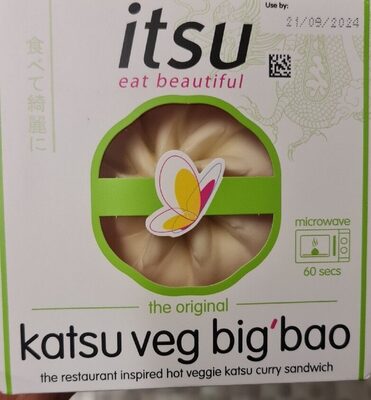 Use by:
21/09/2024
itsu
eat beautiful
食べて綺麗に
microwave
60 secs
the original
katsu veg big'bao
the restaurant inspired hot veggie katsu curry sandwich